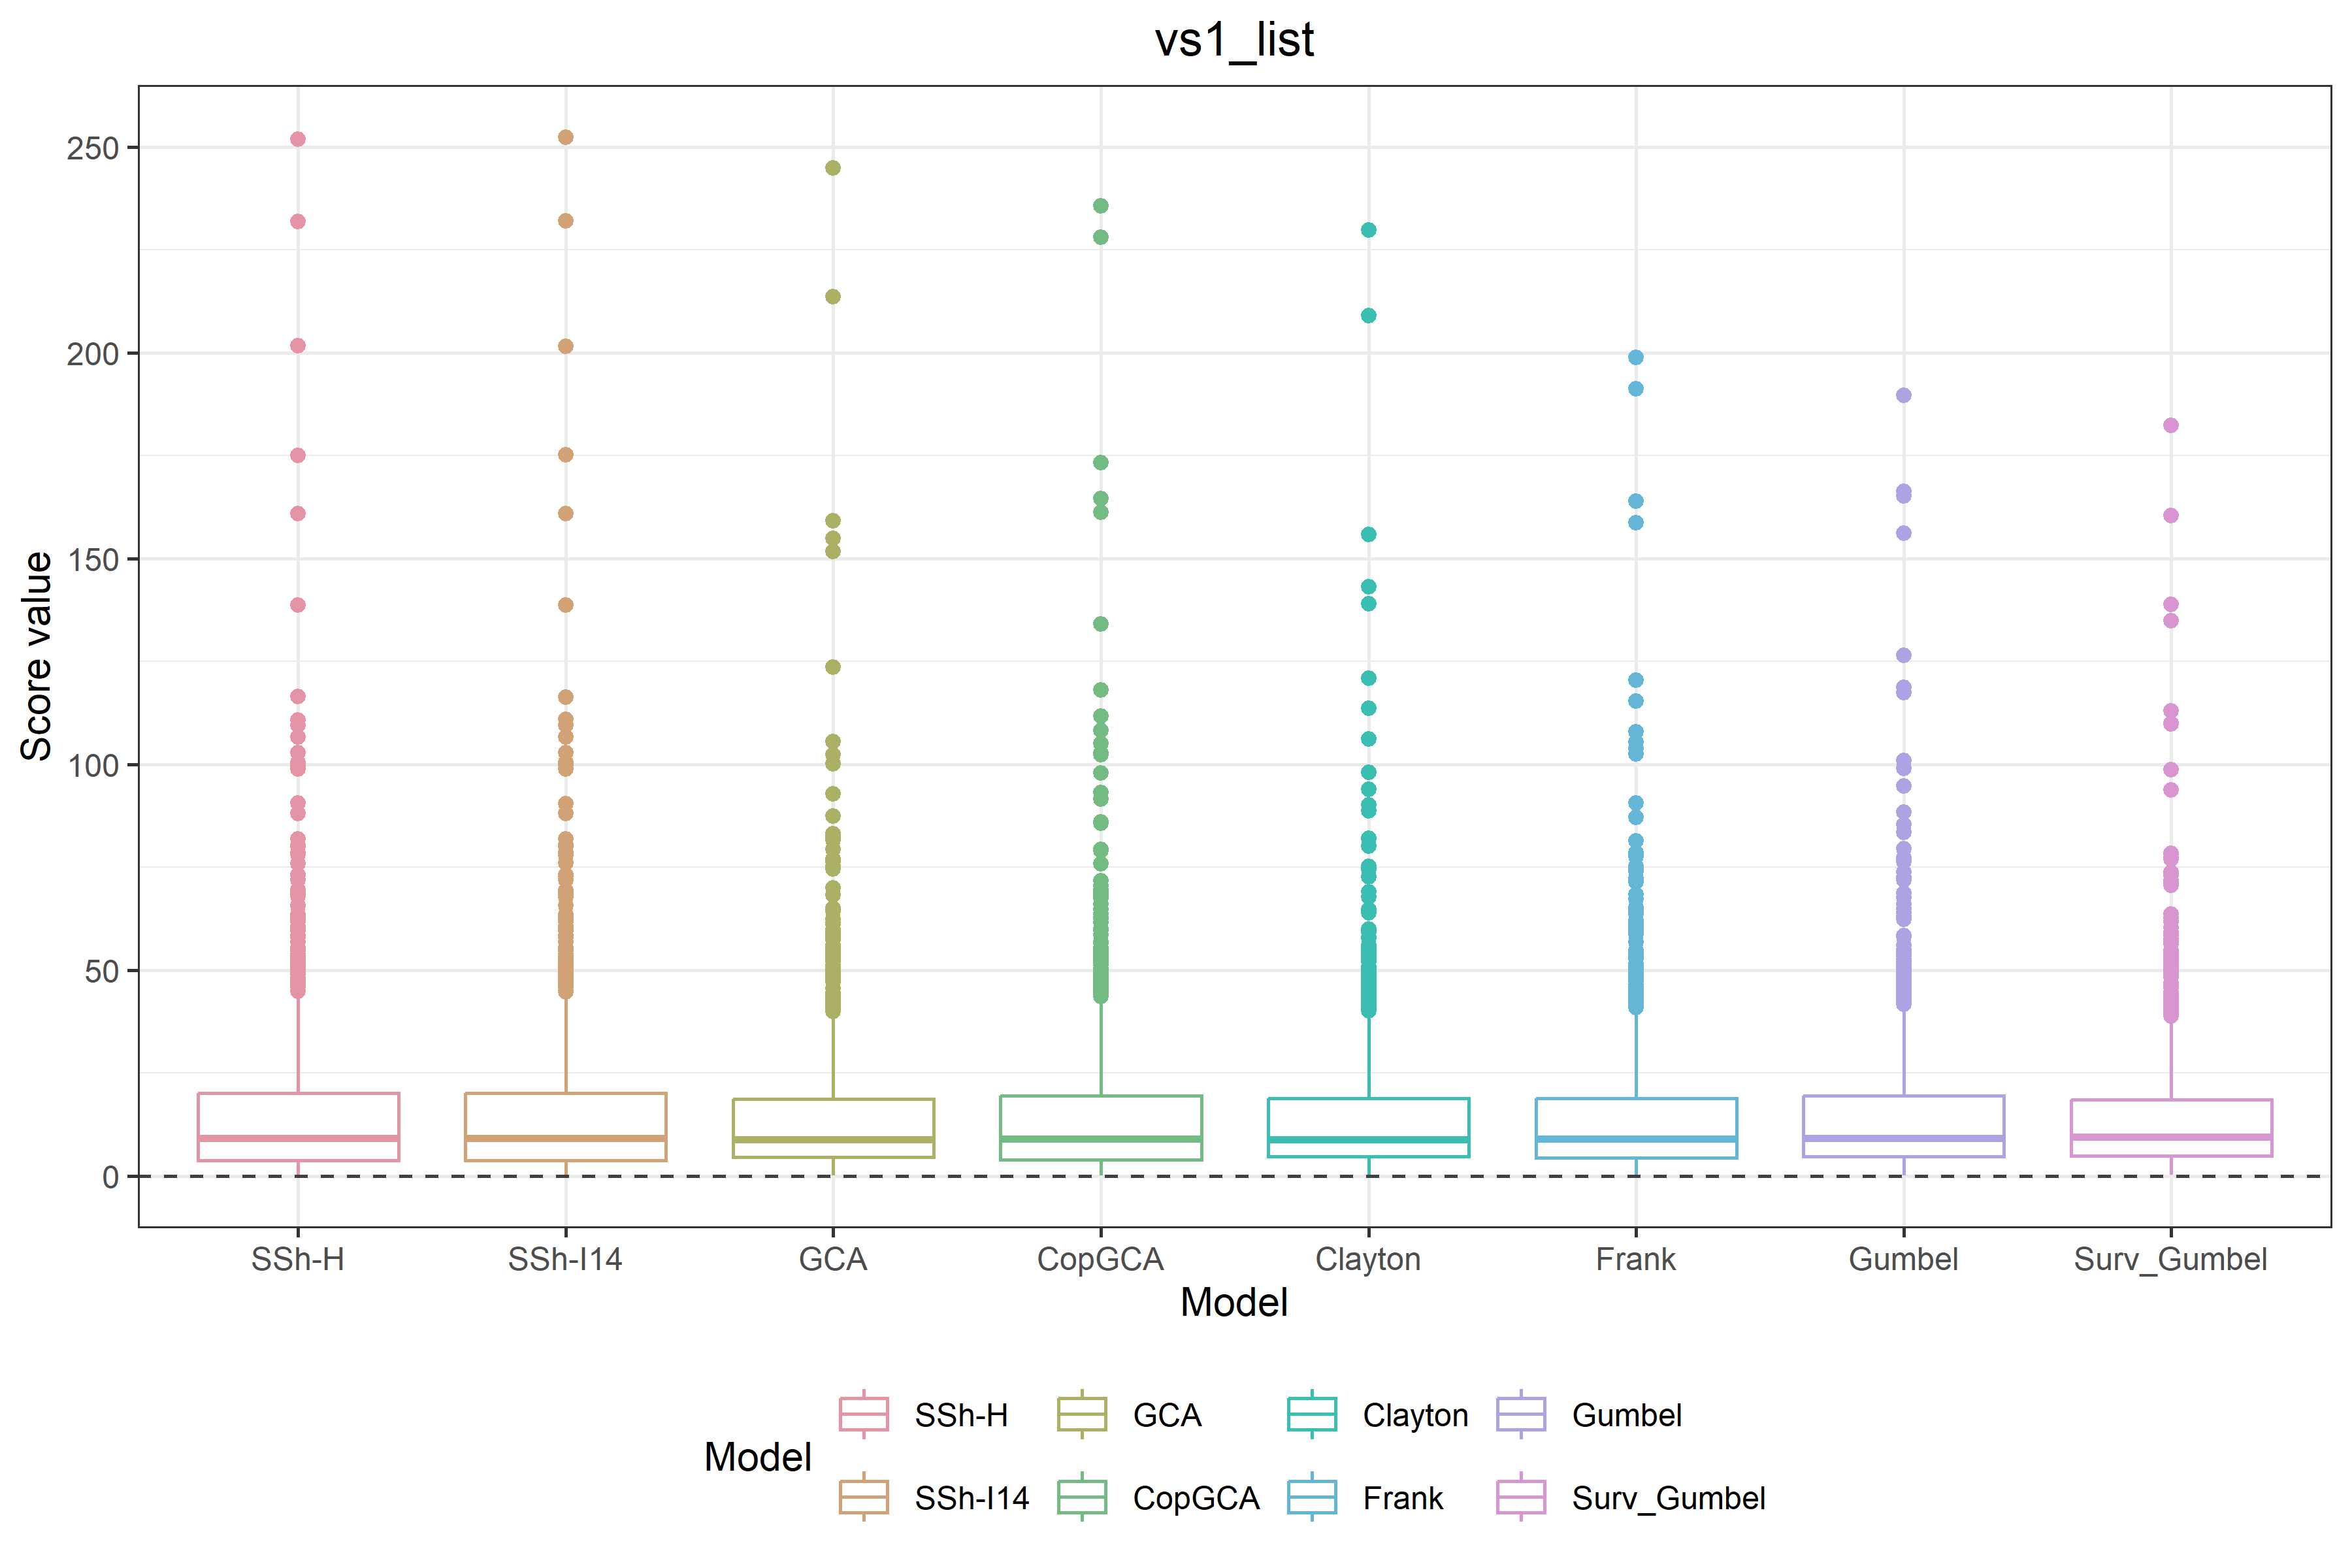 vs1_list
Score value
250
200
150
100
50
0
SSh-H SSh-I14 GCA CopGCA Clayton Frank Gumbel Surv_Gumbel
Model
Model
SSh-H GCA Clayton Gumbel
SSh-I14 CopGCA Frank Surv_Gumbel